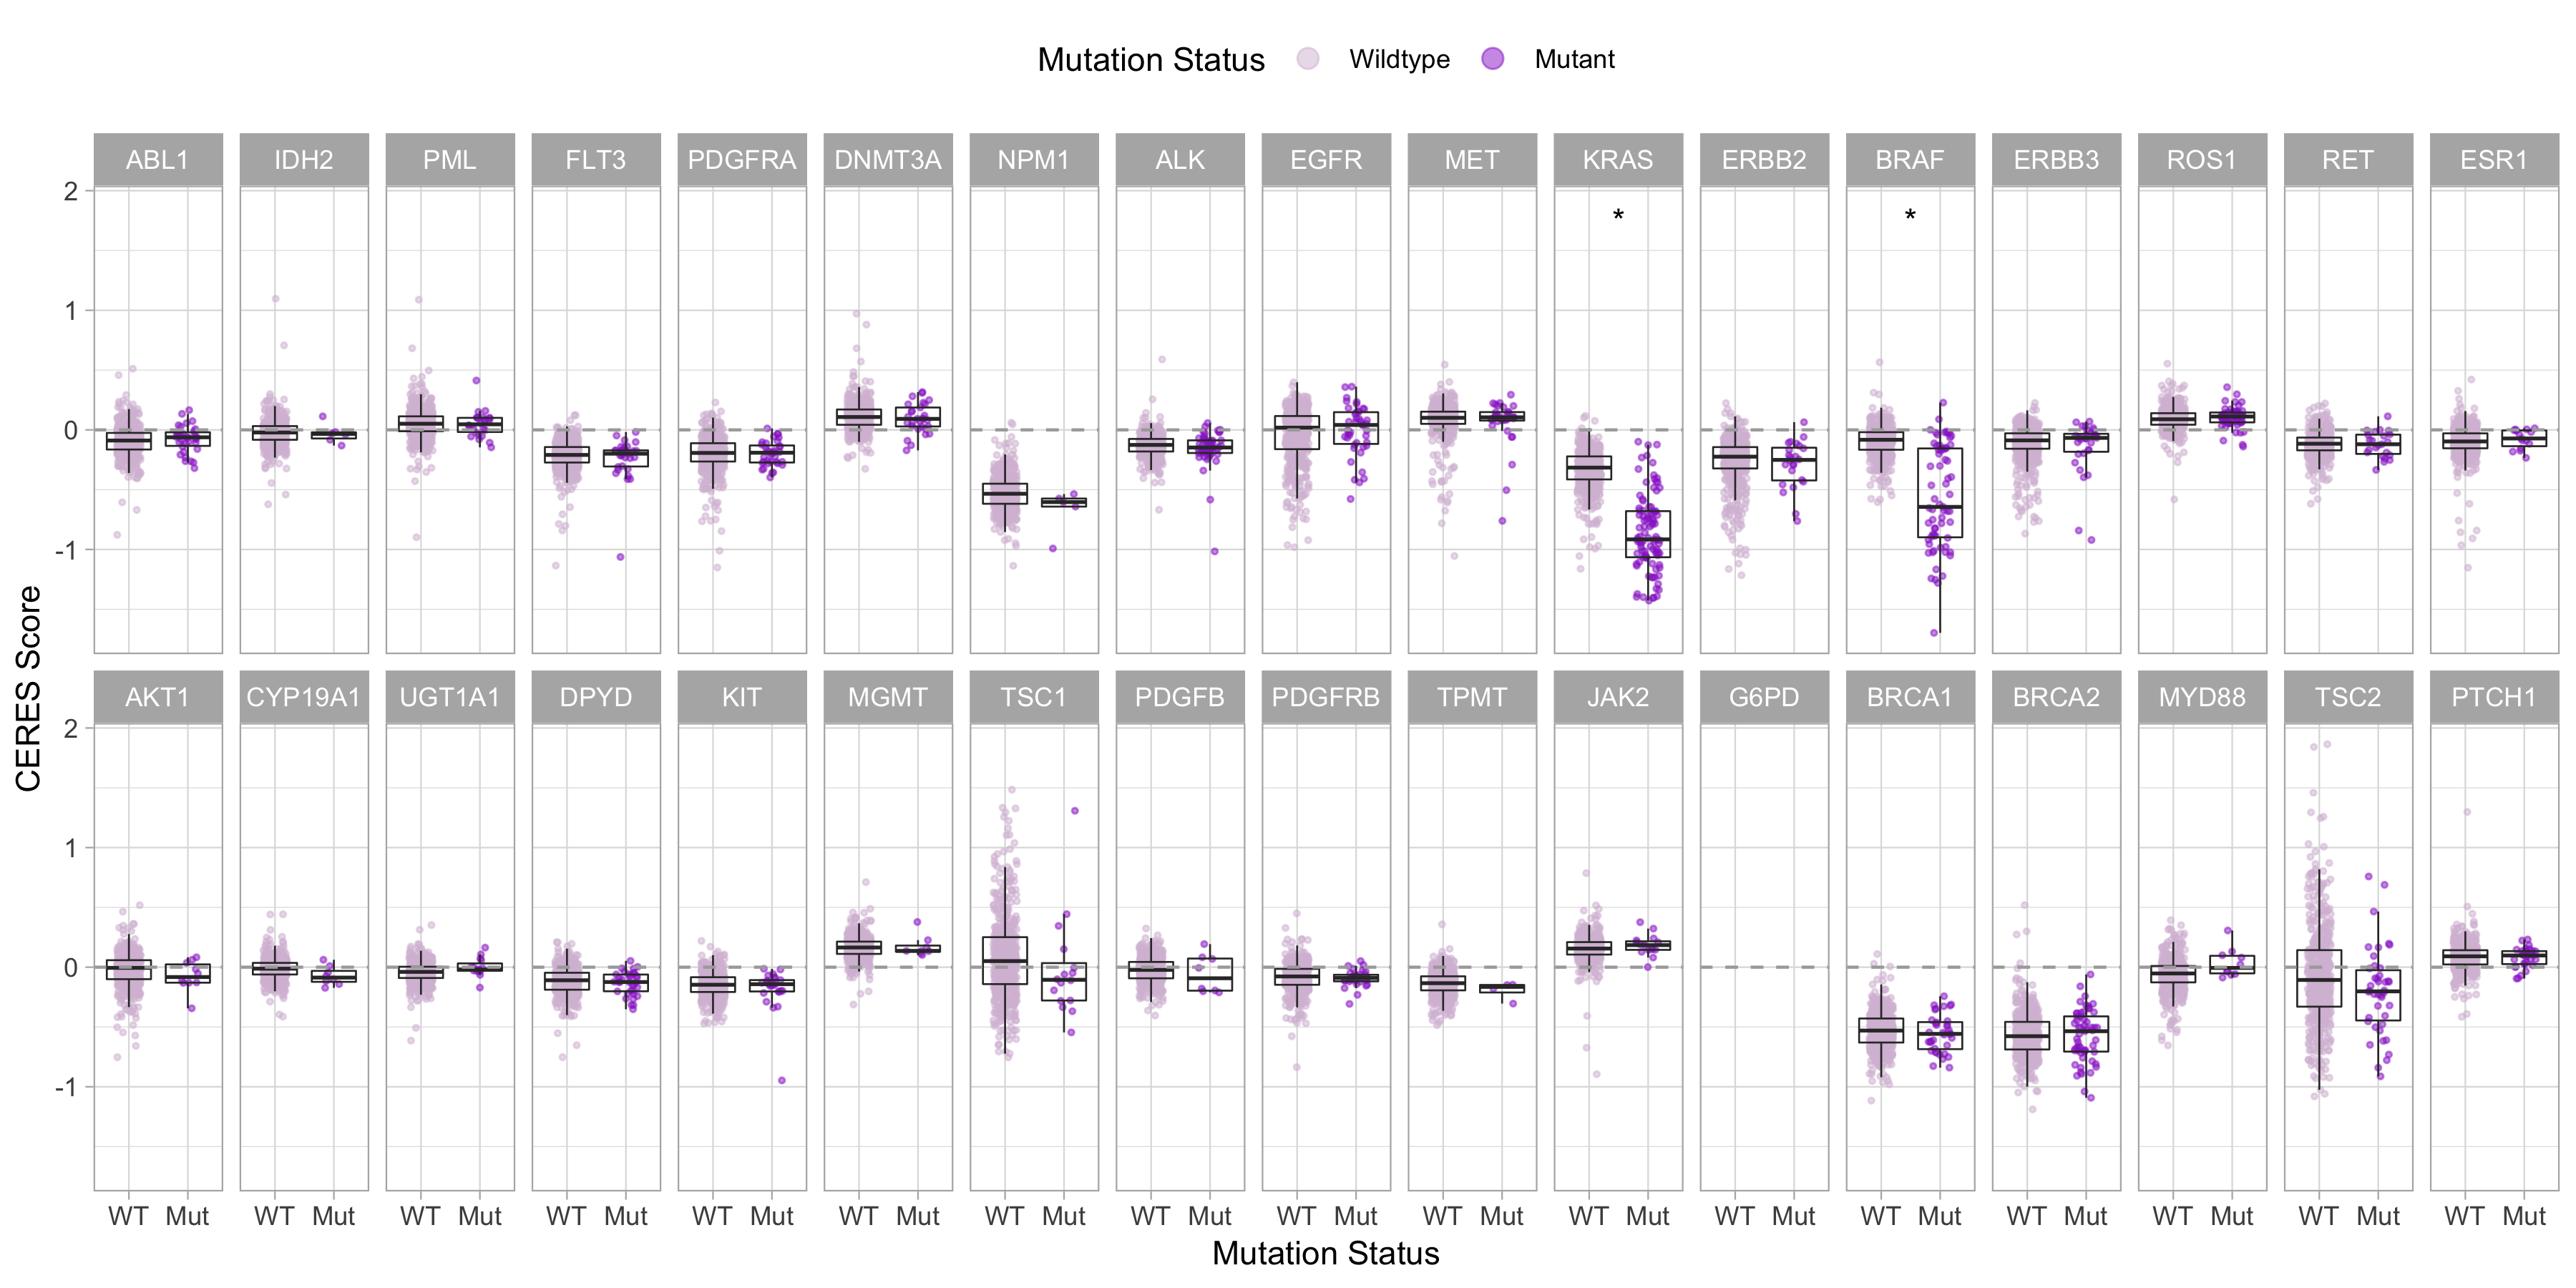 Mutation Status Wildtype Mutant
ABL1 IDH2 PML FLT3 PDGFRA DNMT3A NPM1 ALK EGFR MET KRAS ERBB2 BRAF ERBB3 ROS1 RET ESR1
2
* *
1
0
-1
CERES Score
AKT1 CYP19A1 UGT1A1 DPYD KIT MGMT TSC1 PDGFB PDGFRB TPMT JAK2 G6PD BRCA1 BRCA2 MYD88 TSC2 PTCH1
2
1
0
-1
WT Mut WT Mut WT Mut WT Mut WT Mut WT Mut WT Mut WT Mut WT Mut WT Mut WT Mut WT Mut WT Mut WT Mut WT Mut WT Mut WT Mut
Mutation Status